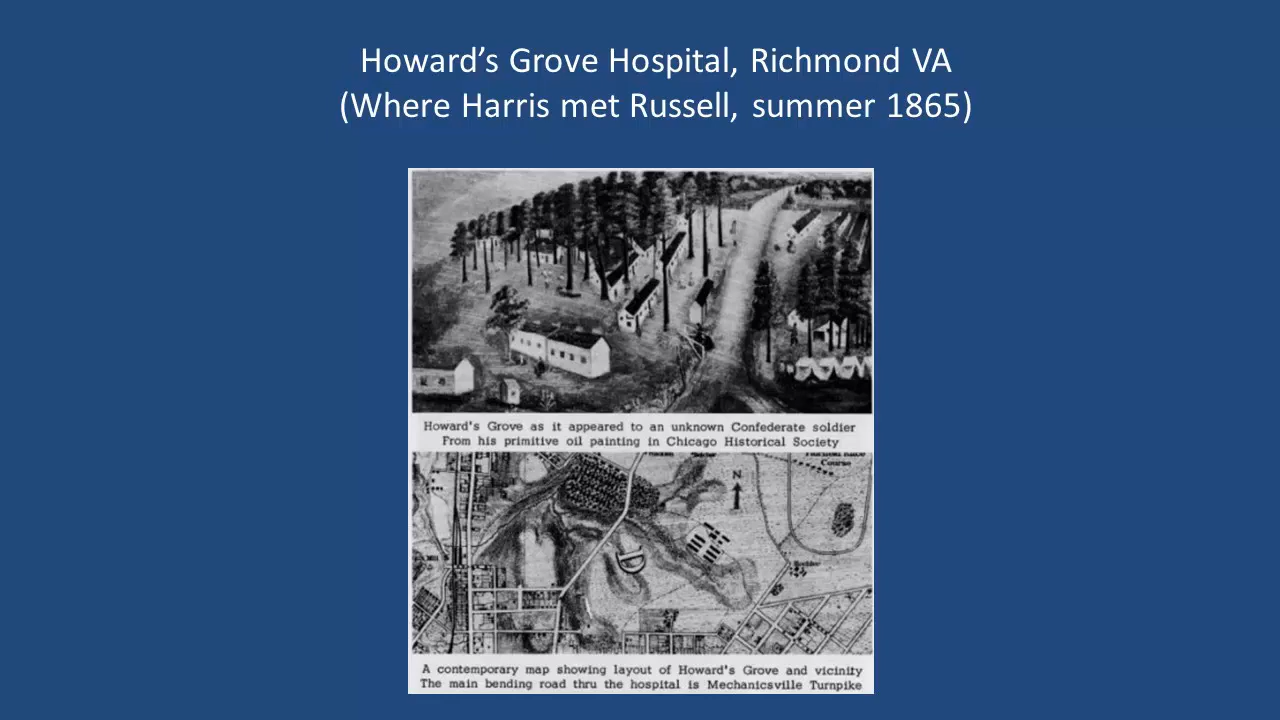 Howard’s Grove Hospital, Richmond VA
(Where Harris met Russell, summer 1865)
Howard's Grove as it appeared to an unknown Confederate soldier
From his primitive oil painting in Chicago Historical Society
N
Course
A contemporary map showing layout of Howard's Grove and vicinity
The main bending road thru the hospital is Mechanicsville Turnpike